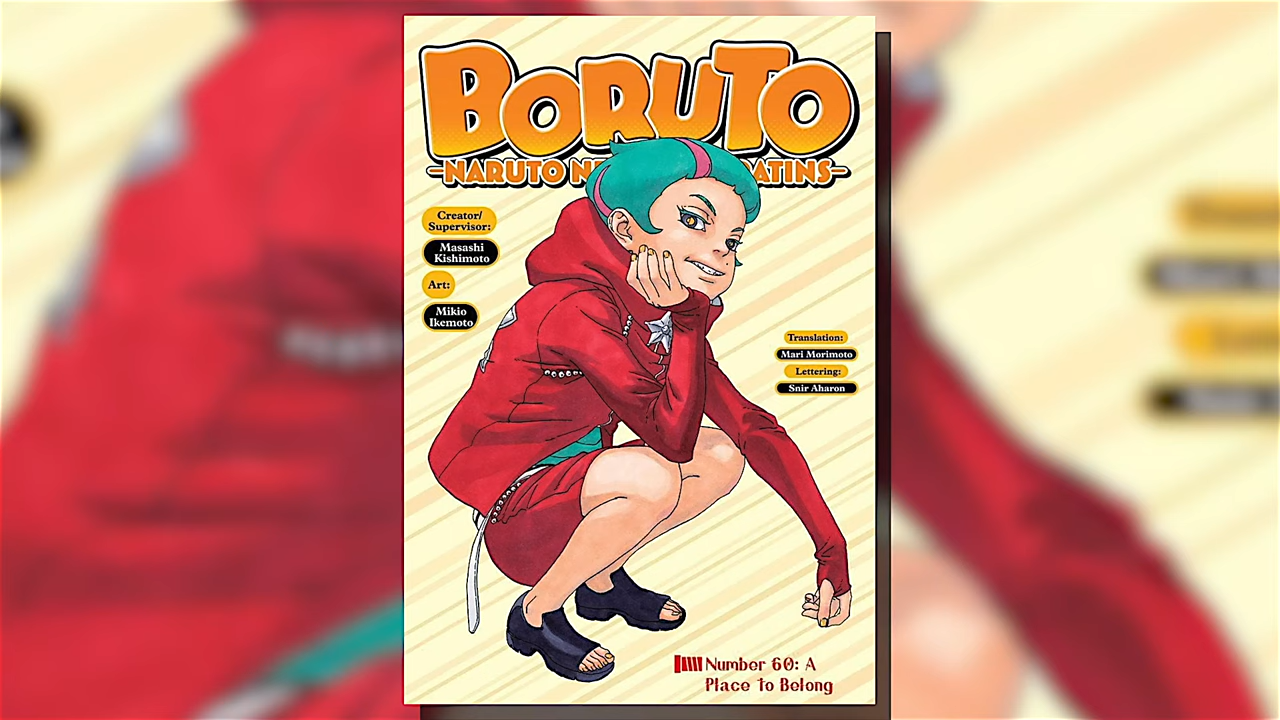 BORUTO
-NARUTO NE ATINS-
Creator/
Supervisor:
Masashi
Kishimoto
Art:
Mikio
Ikemoto
Translation:
Mari Morimoto
Lettering:
Snir Aharon
Number 60: A
Place To Belong